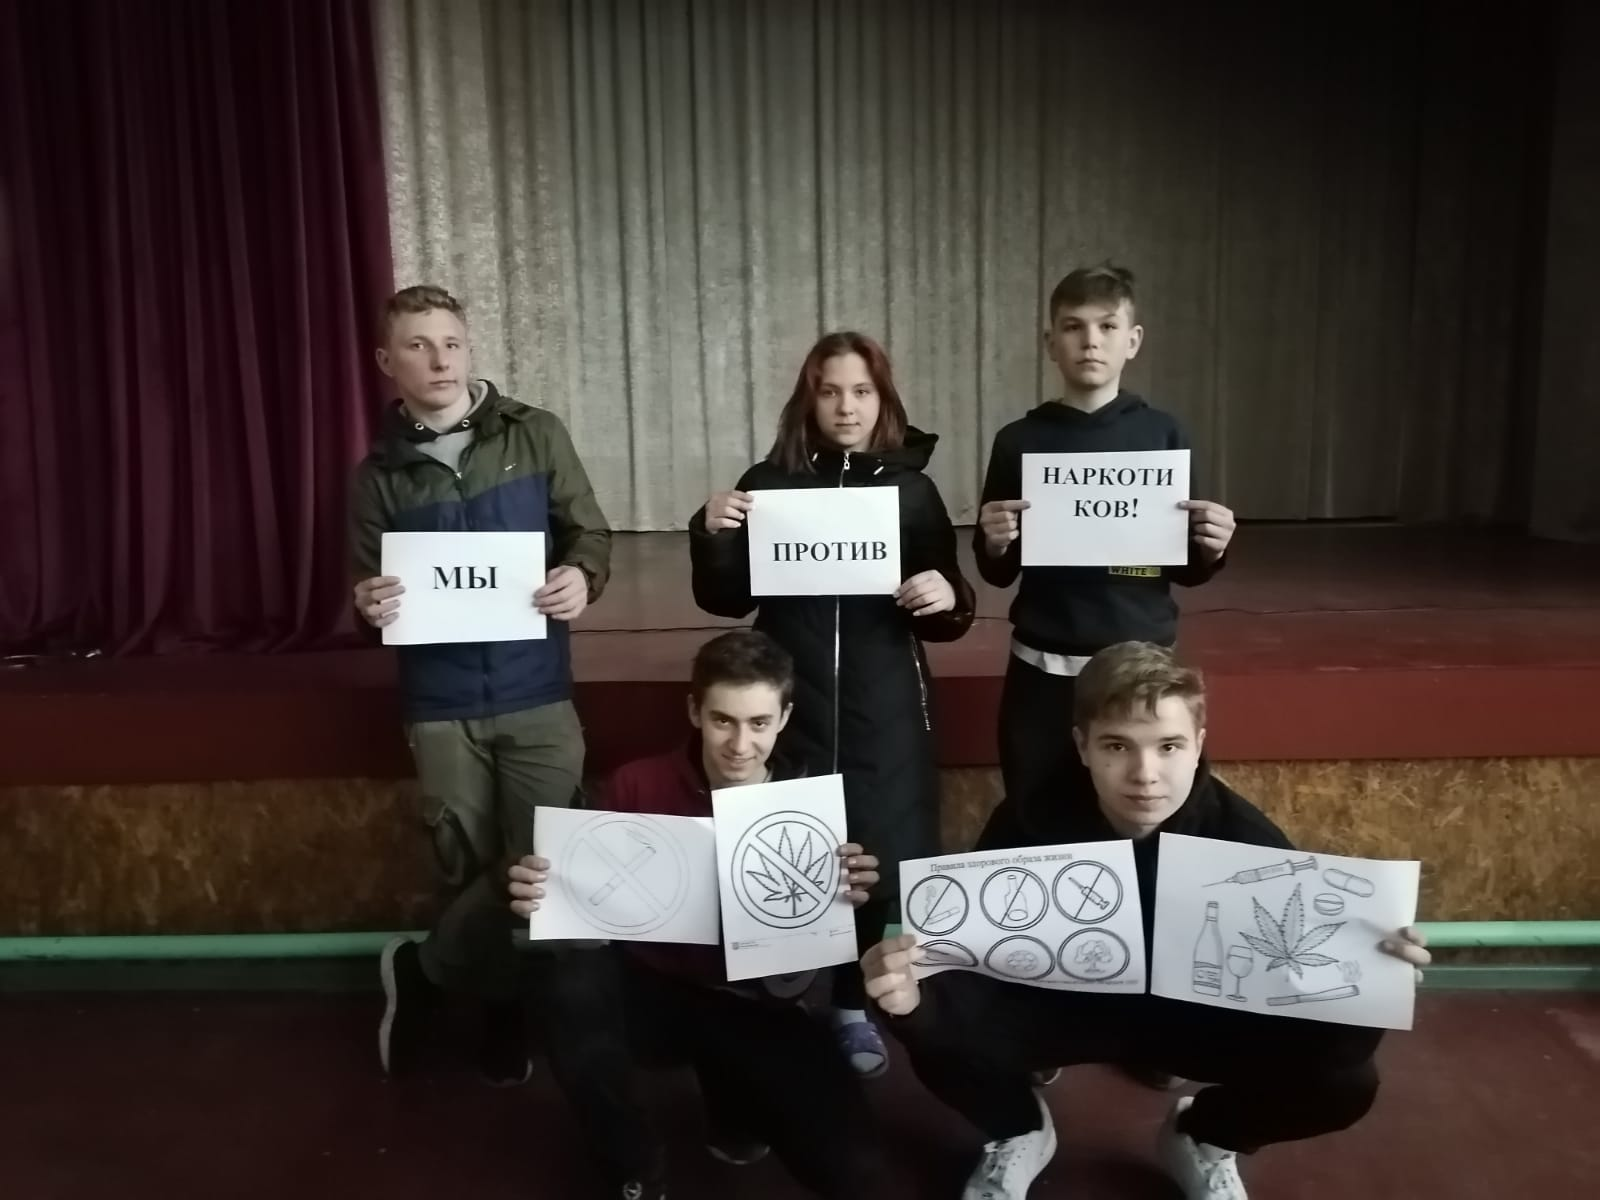 МЫ
ПРОТИВ
НАРКОТИ
КОВ!
WHITE
Правила здорового образа жизни